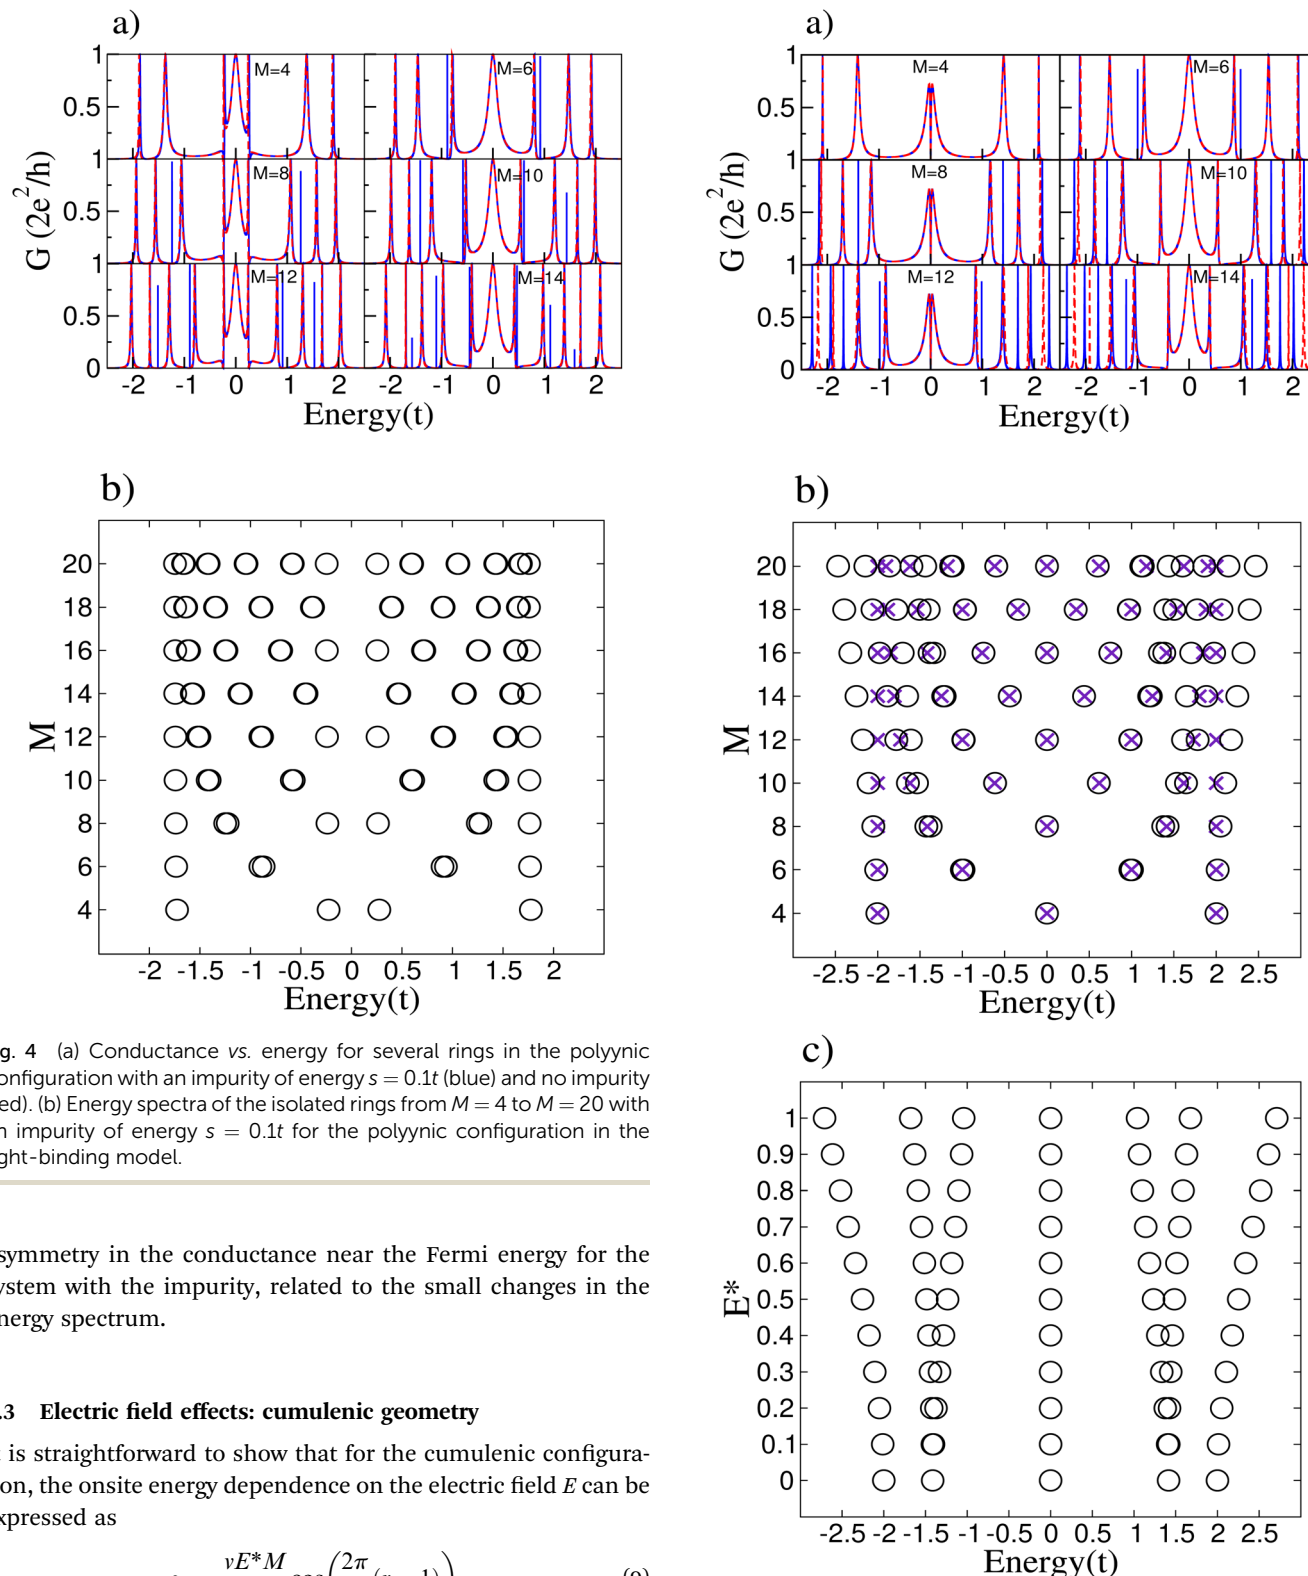 a)
1
0.5
1
0.5
1
0.5
0
G (2e²/h)
M=4
M=6
M=8
M=10
M=12
M=14
-2 -1 0 1 2 -2 -1 0 1 2
Energy(t)
b)
20
18
16
14
12
10
8
6
4
M
-2 -1.5 -1 -0.5 0 0.5 1 1.5 2
Energy(t)
g. 4 (a) Conductance vs. energy for several rings in the polyynic
onfiguration with an impurity of energy s = 0.1t (blue) and no impurity
ed). (b) Energy spectra of the isolated rings from M = 4 to M = 20 with
n impurity of energy s = 0.1t for the polyynic configuration in the
ght-binding model.
symmetry in the conductance near the Fermi energy for the
ystem with the impurity, related to the small changes in the
nergy spectrum.
.3 Electric field effects: cumulenic geometry
t is straightforward to show that for the cumulenic configura-
on, the onsite energy dependence on the electric field E can be
xpressed as
νE*M
a)
1
0.5
1
0.5
1
0.5
0
G (2e²/h)
M=4
M=6
M=8
M=10
M=12
M=14
-2 -1 0 1 2 -2 -1 0 1 2
Energy(t)
b)
20
18
16
14
12
10
8
6
4
M
-2.5 -2 -1.5 -1 -0.5 0 0.5 1 1.5 2 2.5
Energy(t)
c)
1
0.9
0.8
0.7
0.6
0.5
0.4
0.3
0.2
0.1
0
E*
-2.5 -2 -1.5 -1 -0.5 0 0.5 1 1.5 2 2.5
Energy(t)